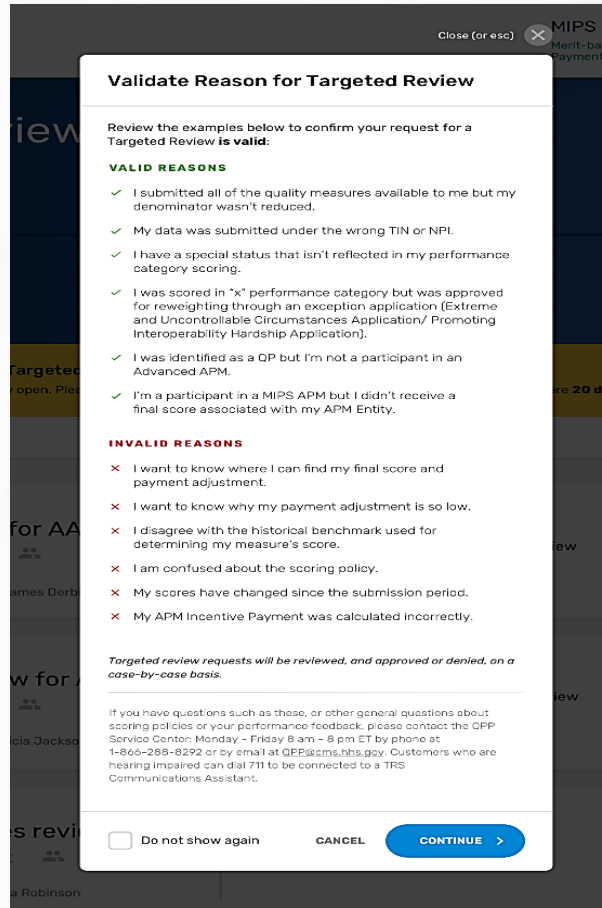 Close (or esc)
MIPS
Merit-ba
Payment
Validate Reason for Targeted Review
iew
Review the examples below to confirm your request for a
Targeted Review is valid:
VALID REASONS
I submitted all of the quality measures available to me but my
denominator wasn't reduced.
My data was submitted under the wrong TIN or NPI.
I have a special status that isn't reflected in my performance
category scoring.
I was scored in "x" performance category but was approved
for reweighting through an exception application (Extreme
and Uncontrollable Circumstances Application/ Promoting
Interoperability Hardship Application).
I was identified as a QP but I'm not a participant in an
Advanced APM.
Targeted
open. Plea
re 20 d
I'm a participant in a MIPS APM but I didn't receive a
final score associated with my APM Entity.
INVALID REASONS
I want to know where I can find my final score and
payment adjustment.
I want to know why my payment adjustment is so low.
for AA
I disagree with the historical benchmark used for
determining my measure's score.
iew
I am confused about the scoring policy.
ames Derb
My scores have changed since the submission period.
My APM Incentive Payment was calculated incorrectly.
Targeted review requests will be reviewed, and approved or denied, on a
case-by-case basis.
w for
iew
icia Jackso
If you have questions such as these, or other general questions about
scoring policies or your performance feedback, please contact the QPP
Service Center: Monday - Friday 8 am - 8 pm ET by phone at
1-866-288-8292 or by email at QPP@cms.hhs.gov. Customers who are
hearing impaired can dial 711 to be connected to a TRS
Communications Assistant.
s revi
Do not show again
CANCEL
CONTINUE
a Robinson